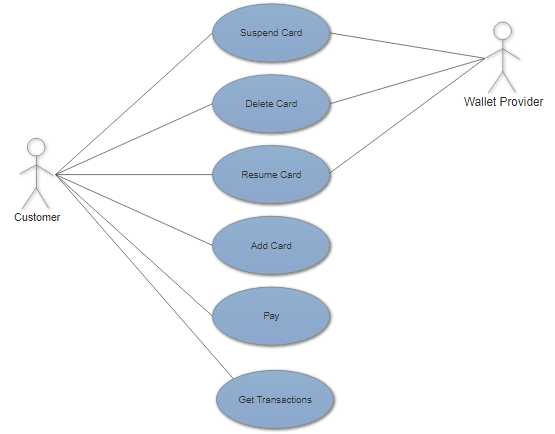 Suspend Card
Delete Card
Wallet Provider
Resume Card
Customer
Add Card
Pay
Get Transactions